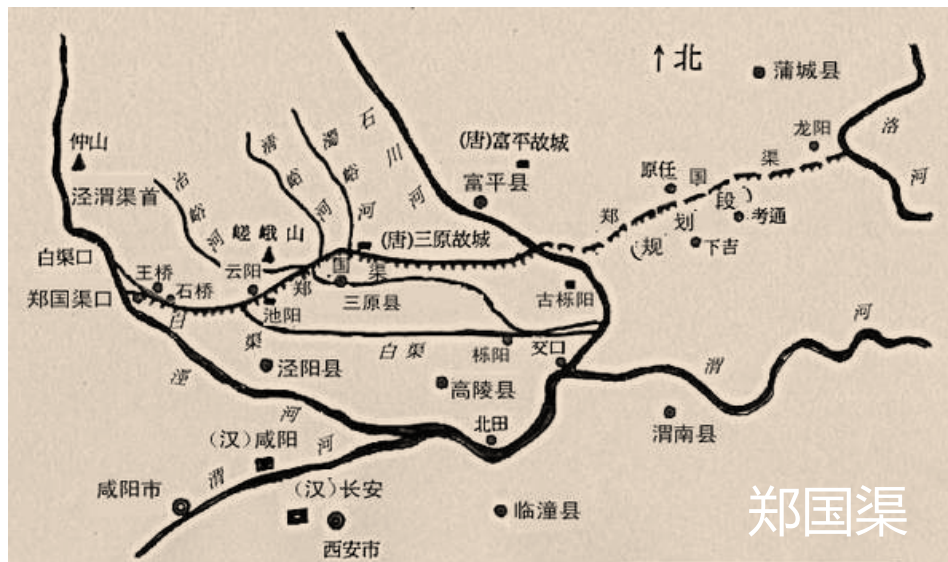 ↑北
蒲城县
仲山
泾渭渠首
冶峪河
清峪河
浊峪河
石川河
(唐)富平故城
富平县
原任
龙阳
洛河
郑国渠
(规划段)
考通
下吉
嵯峨山
(唐)三原故城
白渠口
王桥
石桥
云阳
郑国渠
郑国渠口
池阳
三原县
古栎阳
白渠
白渠
泾阳县
栎阳
交口
泾河
高陵县
渭河
北田
渭南县
(汉)咸阳
渭河
咸阳市
(汉)长安
西安市
临潼县
郑国渠